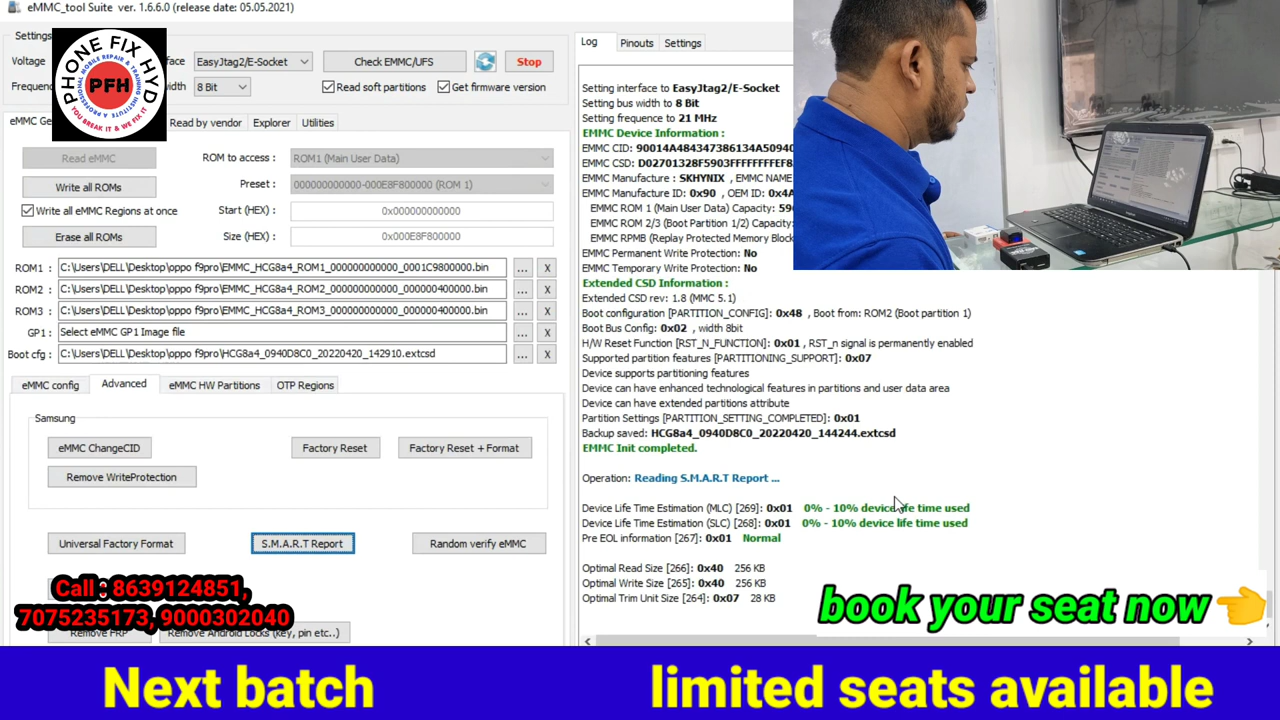 eMMC_tool Suite ver. 1.6.6.0 (release date: 05.05.2021)
Settings
Voltage
EasyJtag2/E-Socket
Check EMMC/UFS
Stop
8 Bit
Read soft partitions
Get firmware version
PHONE FIX HYD
A PROFESSIONAL MOBILE REPAIR & TRAINING INSTITUTE
PFH
YOU BREAK IT & WE FIX IT
Read by vendor
Explorer
Utilities
Read eMMC
ROM to access :
ROM1 (Main User Data)
Write all ROMs
Preset :
000000000000-000E8F800000 (ROM 1)
Write all eMMC Regions at once
Start (HEX) :
0x000000000000
Erase all ROMs
Size (HEX) :
0x000E8F800000
ROM1 :
C:\Users\DELL\Desktop\pppo f9pro\EMMC_HCG8a4_ROM1_000000000000_0001C9800000.bin
... X
ROM2 :
C:\Users\DELL\Desktop\pppo f9pro\EMMC_HCG8a4_ROM2_000000000000_000000400000.bin
... X
ROM3 :
C:\Users\DELL\Desktop\pppo f9pro\EMMC_HCG8a4_ROM3_000000000000_000000400000.bin
... X
GP1 :
Select eMMC GP1 Image file
... X
Boot cfg :
C:\Users\DELL\Desktop\pppo f9pro\HCG8a4_0940D8C0_20220420_142910.extcsd
... X
eMMC config
Advanced
eMMC HW Partitions
OTP Regions
Samsung
eMMC ChangeCID
Factory Reset
Factory Reset + Format
Remove WriteProtection
Universal Factory Format
S.M.A.R.T Report
Random verify eMMC
Call : 8639124851,
7075235173, 9000302040
Remove FRP
Remove Android Locks (key, pin etc..)
Log
Pinouts
Settings
Setting interface to EasyJtag2/E-Socket
Setting bus width to 8 Bit
Setting frequence to 21 MHz
EMMC Device Information :
EMMC CID: 90014A484347386134A50940
EMMC CSD: D02701328F5903FFFFFFFFEF8
EMMC Manufacture : SKHYNIX , EMMC NAME
EMMC Manufacture ID: 0x90 , OEM ID: 0x4A
EMMC ROM 1 (Main User Data) Capacity: 596
EMMC ROM 2/3 (Boot Partition 1/2) Capacity:
EMMC RPMB (Replay Protected Memory Block
EMMC Permanent Write Protection: No
EMMC Temporary Write Protection: No
Extended CSD Information :
Extended CSD rev: 1.8 (MMC 5.1)
Boot configuration [PARTITION_CONFIG]: 0x48 , Boot from: ROM2 (Boot partition 1)
Boot Bus Config: 0x02 , width 8bit
H/W Reset Function [RST_N_FUNCTION]: 0x01 , RST_n signal is permanently enabled
Supported partition features [PARTITIONING_SUPPORT]: 0x07
Device supports partitioning features
Device can have enhanced technological features in partitions and user data area
Device can have extended partitions attribute
Partition Settings [PARTITION_SETTING_COMPLETED]: 0x01
Backup saved: HCG8a4_0940D8C0_20220420_144244.extcsd
EMMC Init completed.
Operation: Reading S.M.A.R.T Report ...
Device Life Time Estimation (MLC) [269]: 0x01 0% - 10% device life time used
Device Life Time Estimation (SLC) [268]: 0x01 0% - 10% device life time used
Pre EOL information [267]: 0x01 Normal
Optimal Read Size [266]: 0x40 256 KB
Optimal Write Size [265]: 0x40 256 KB
Optimal Trim Unit Size [264]: 0x07 28 KB
book your seat now
Next batch
limited seats available